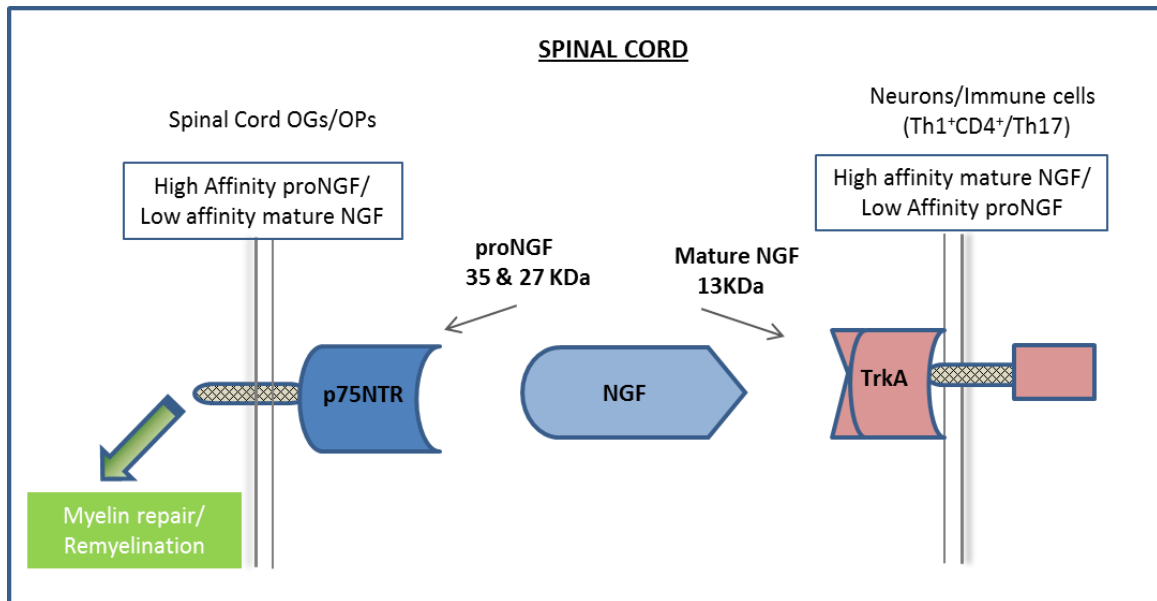 SPINAL CORD
Spinal Cord OGs/OPs
High Affinity proNGF/
Low affinity mature NGF
Neurons/Immune cells
(Th1⁺CD4⁺/Th17)
High affinity mature NGF/
Low Affinity proNGF
proNGF
35 & 27 KDa
Mature NGF
13KDa
p75NTR
NGF
TrkA
Myelin repair/
Remyelination